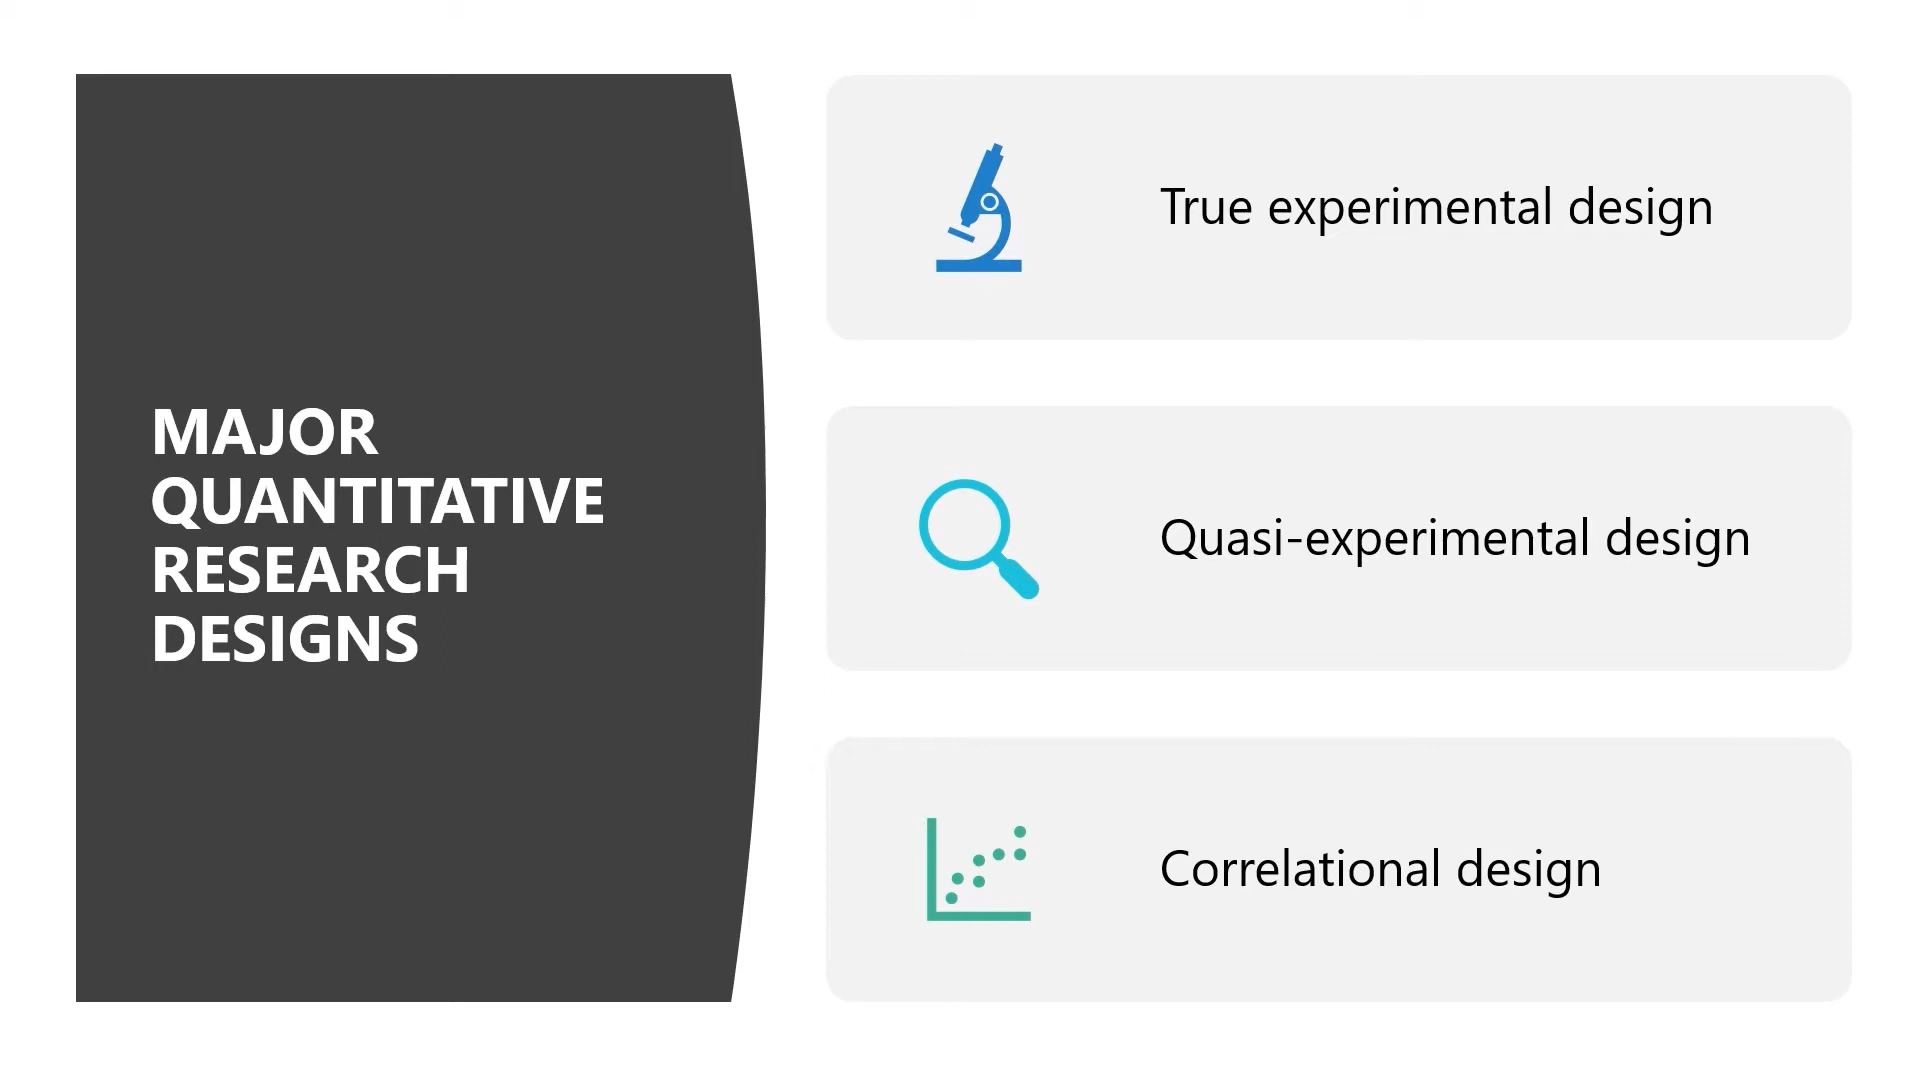 MAJOR
QUANTITATIVE
RESEARCH
DESIGNS
True experimental design
Quasi-experimental design
Correlational design